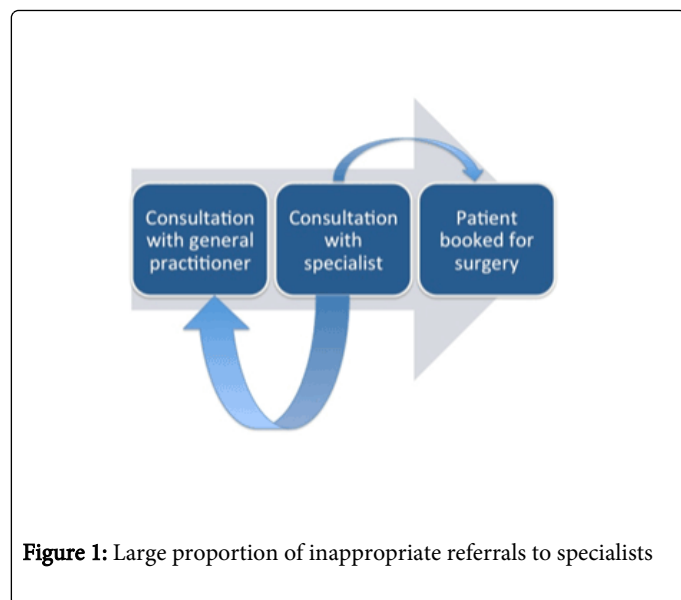 Consultation
with general
practitioner
Consultation
with
specialist
Patient
booked for
surgery
Figure 1: Large proportion of inappropriate referrals to specialists